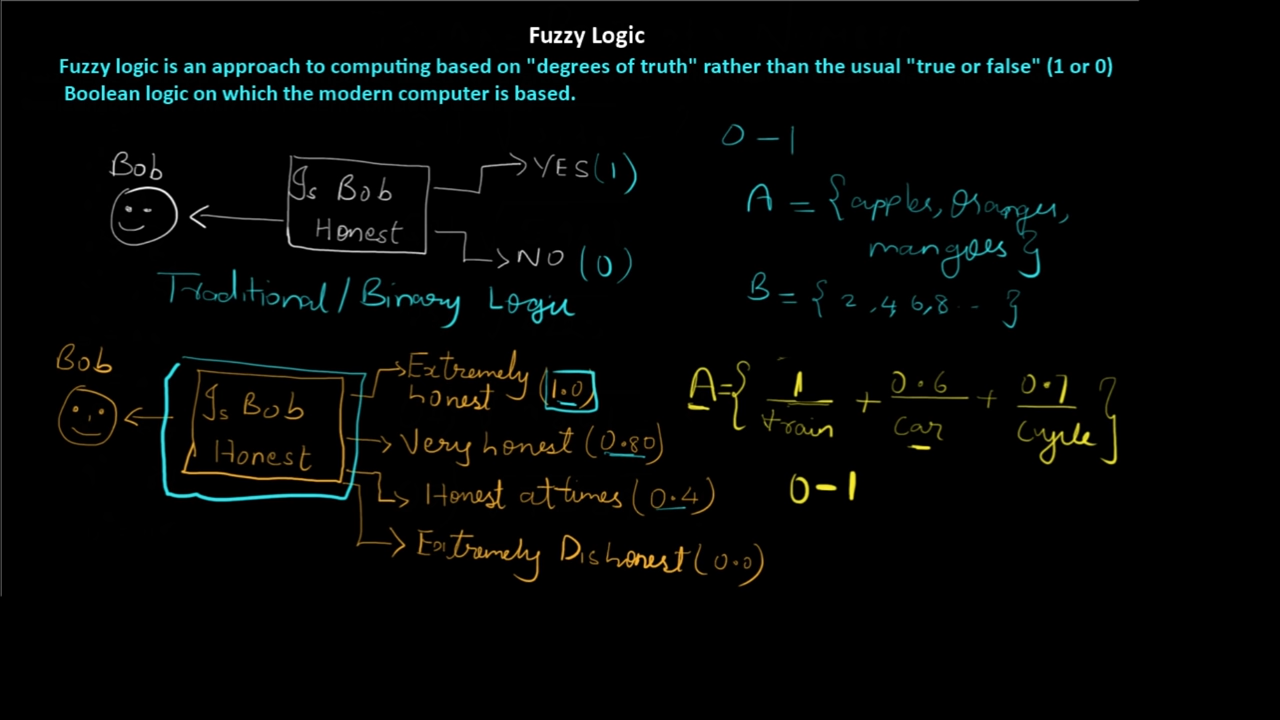 Fuzzy Logic
Fuzzy logic is an approach to computing based on "degrees of truth" rather than the usual "true or false" (1 or 0)
Boolean logic on which the modern computer is based.
Bob
Is Bob
Honest
YES (1)
NO (0)
Traditional / Binary Logic
0 - 1
A = {apples, Oranges,
mangoes}
B = {2, 4, 6, 8 ...}
Bob
Is Bob
Honest
Extremely
honest (1.0)
Very honest (0.80)
Honest at times (0.4)
Extremely Dishonest (0.0)
A = { 1/train + 0.6/car + 0.7/cycle }
0 - 1